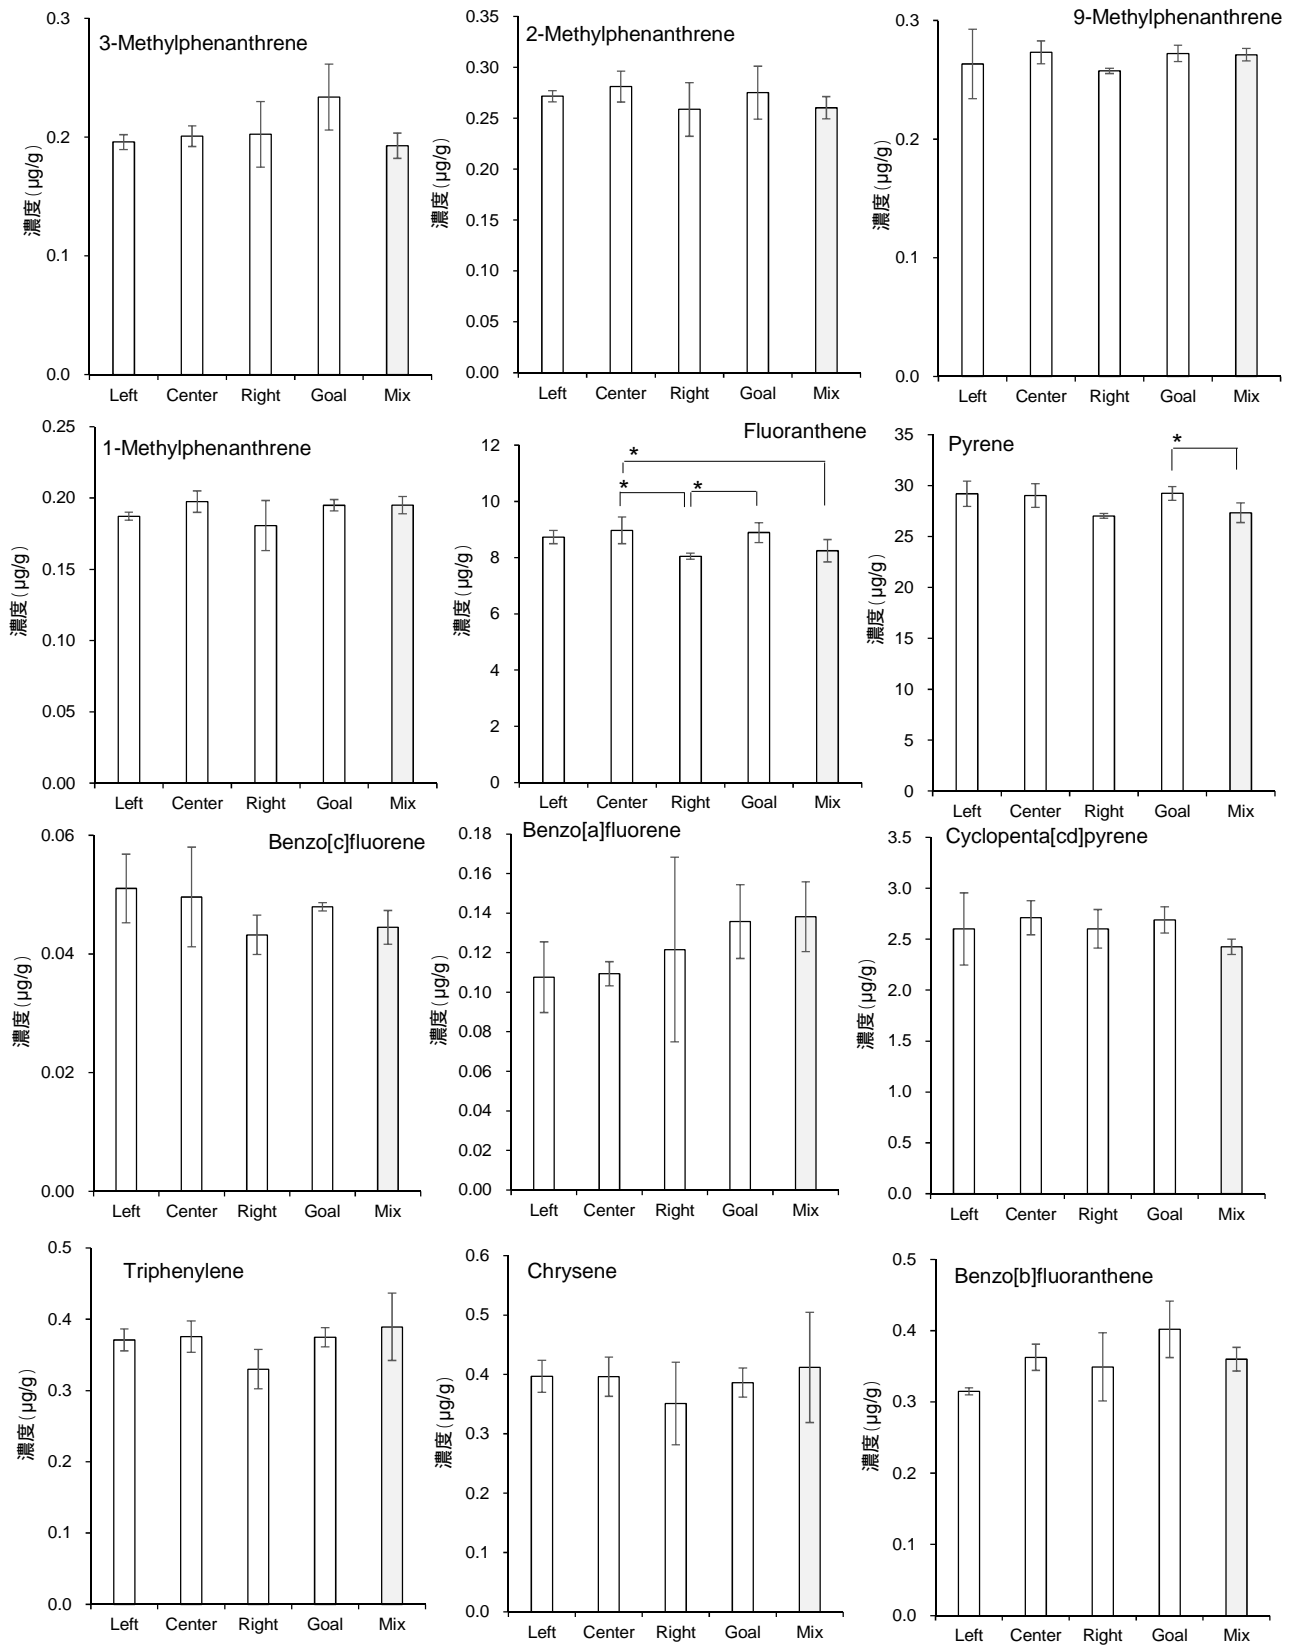 3-Methylphenanthrene
濃度(μg/g)
0.3
0.2
0.1
0.0
Left Center Right Goal Mix
2-Methylphenanthrene
濃度(μg/g)
0.35
0.30
0.25
0.20
0.15
0.10
0.05
0.00
Left Center Right Goal Mix
9-Methylphenanthrene
濃度(μg/g)
0.3
0.2
0.1
0.0
Left Center Right Goal Mix
1-Methylphenanthrene
濃度(μg/g)
0.25
0.20
0.15
0.10
0.05
0.00
Left Center Right Goal Mix
Fluoranthene
濃度(μg/g)
12
10
8
6
4
2
0
*
* *
Left Center Right Goal Mix
Pyrene
濃度(μg/g)
35
30
25
20
15
10
5
0
*
Left Center Right Goal Mix
Benzo[c]fluorene
濃度(μg/g)
0.06
0.04
0.02
0.00
Left Center Right Goal Mix
Benzo[a]fluorene
濃度(μg/g)
0.18
0.16
0.14
0.12
0.10
0.08
0.06
0.04
0.02
0.00
Left Center Right Goal Mix
Cyclopenta[cd]pyrene
濃度(μg/g)
3.5
3.0
2.5
2.0
1.5
1.0
0.5
0.0
Left Center Right Goal Mix
Triphenylene
濃度(μg/g)
0.5
0.4
0.3
0.2
0.1
0.0
Left Center Right Goal Mix
Chrysene
濃度(μg/g)
0.6
0.5
0.4
0.3
0.2
0.1
0.0
Left Center Right Goal Mix
Benzo[b]fluoranthene
濃度(μg/g)
0.5
0.4
0.3
0.2
0.1
0.0
Left Center Right Goal Mix